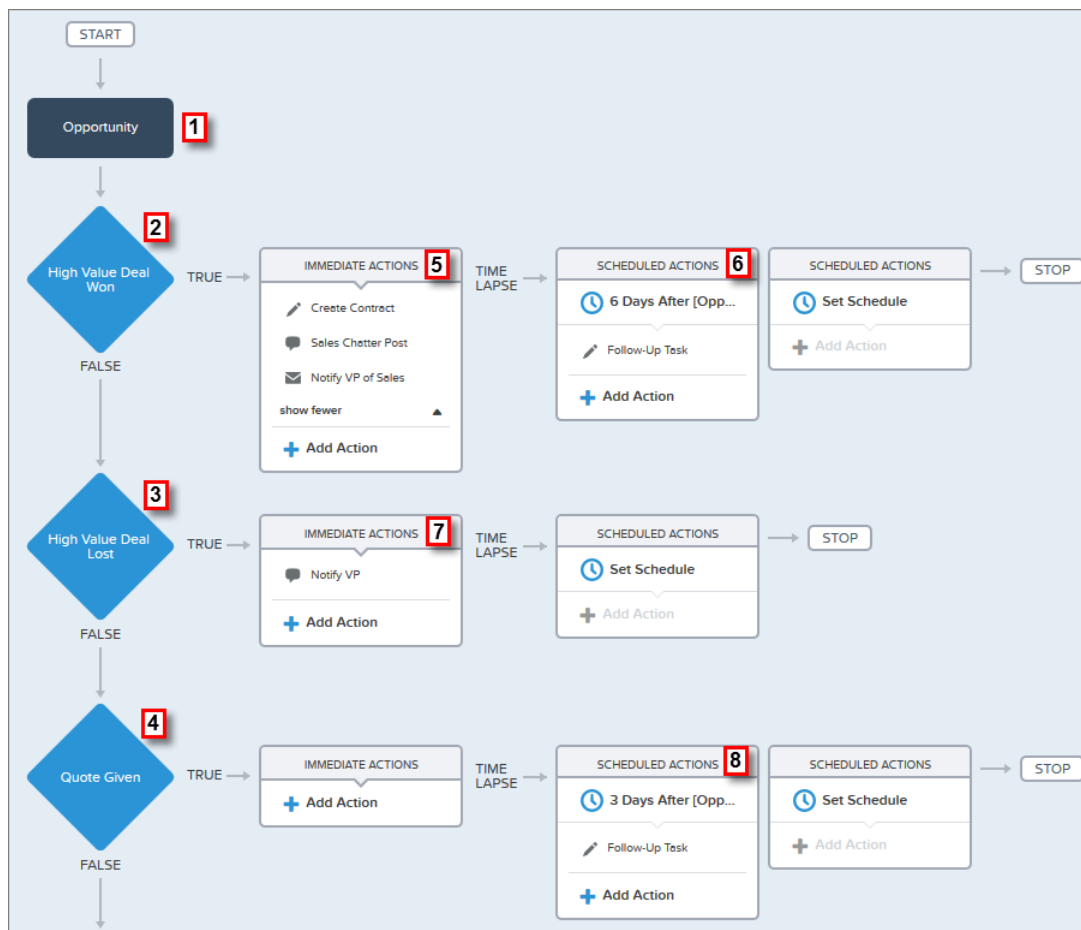 START
Opportunity
1
2
High Value Deal
Won
TRUE
IMMEDIATE ACTIONS
5
Create Contract
Sales Chatter Post
Notify VP of Sales
show fewer
Add Action
TIME
LAPSE
SCHEDULED ACTIONS
6
6 Days After [Opp...
Follow-Up Task
Add Action
SCHEDULED ACTIONS
Set Schedule
Add Action
STOP
FALSE
3
High Value Deal
Lost
TRUE
IMMEDIATE ACTIONS
7
Notify VP
Add Action
TIME
LAPSE
SCHEDULED ACTIONS
Set Schedule
Add Action
STOP
FALSE
4
Quote Given
TRUE
IMMEDIATE ACTIONS
Add Action
TIME
LAPSE
SCHEDULED ACTIONS
8
3 Days After [Opp...
Follow-Up Task
Add Action
SCHEDULED ACTIONS
Set Schedule
Add Action
STOP
FALSE